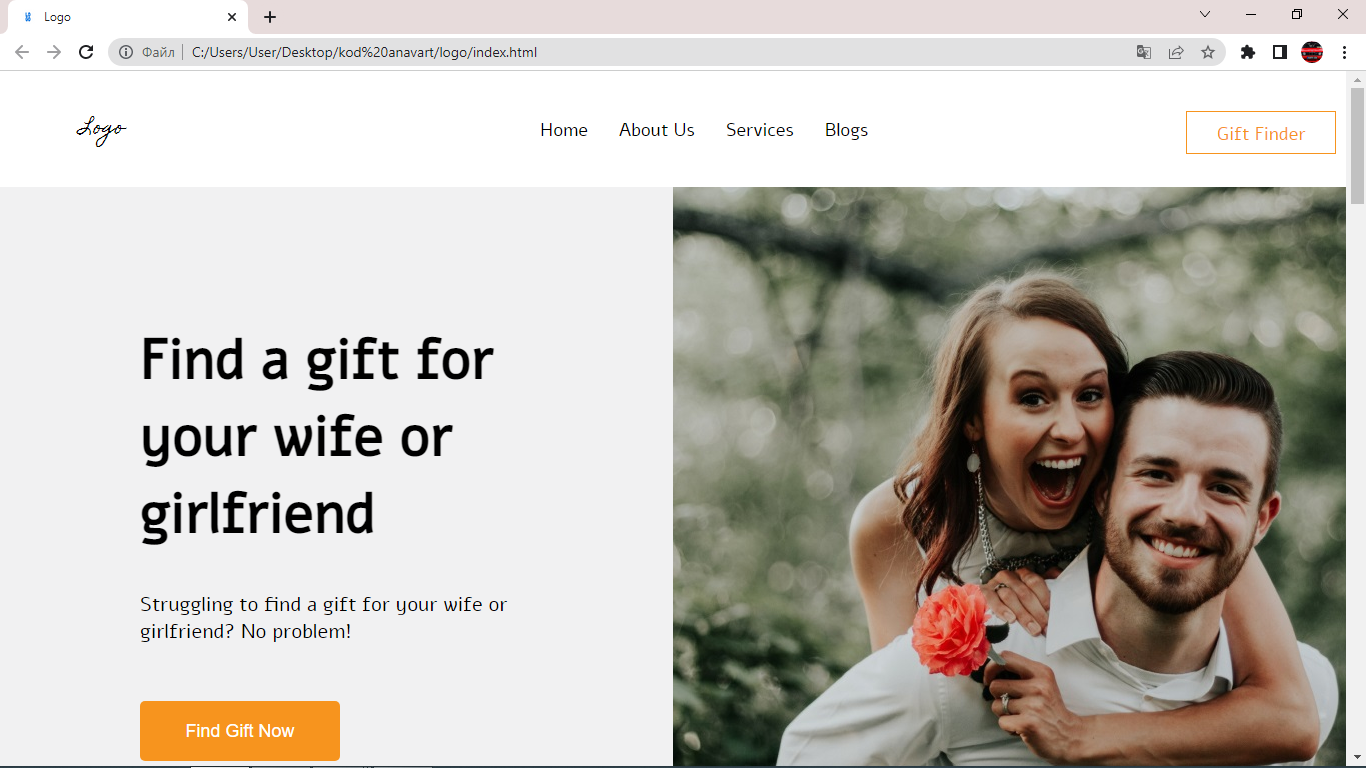 Logo
Файл
C:/Users/User/Desktop/kod%20anavart/logo/index.html
Logo
Home
About Us
Services
Blogs
Gift Finder
Find a gift for
your wife or
girlfriend
Struggling to find a gift for your wife or
girlfriend? No problem!
Find Gift Now